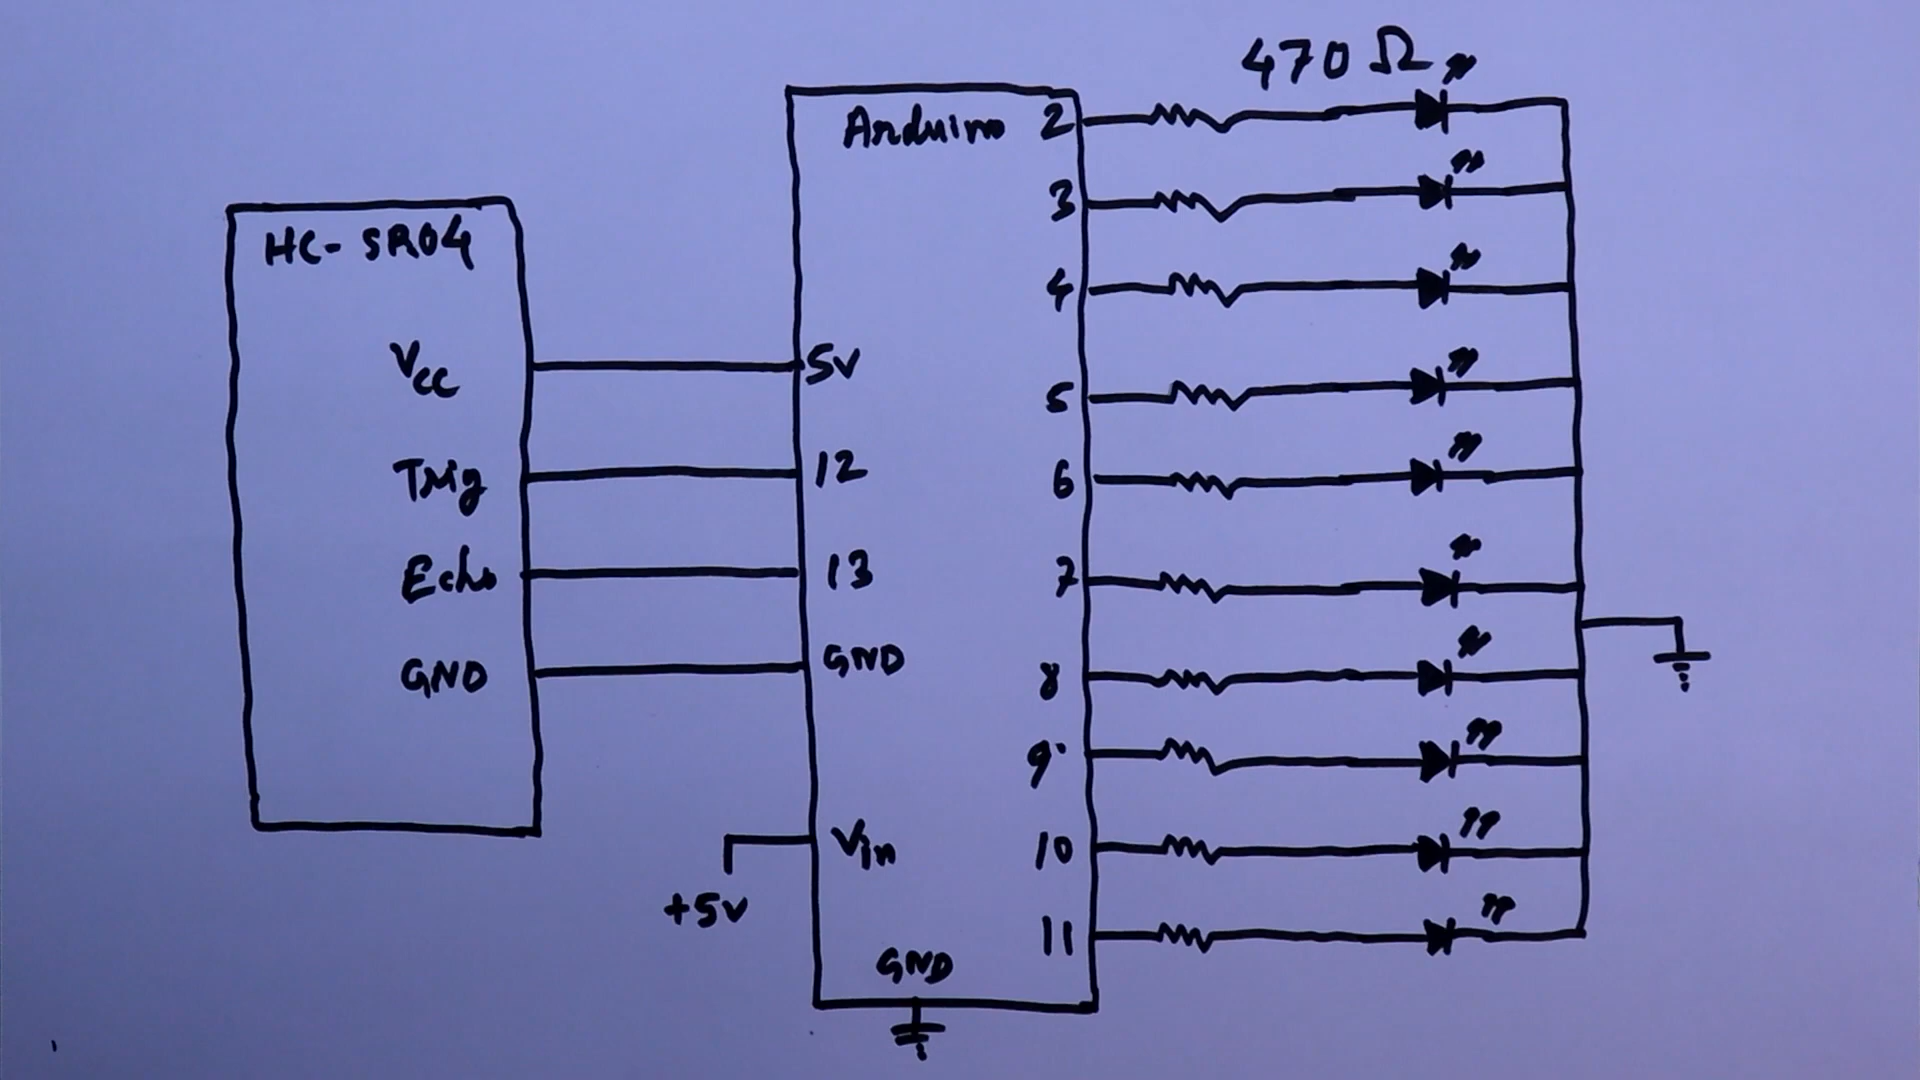 470 Ω
Arduino
2
3
4
5
6
7
8
9
10
11
HC-SR04
Vcc
Trig
Echo
GND
5v
12
13
GND
Vin
+5v
GND